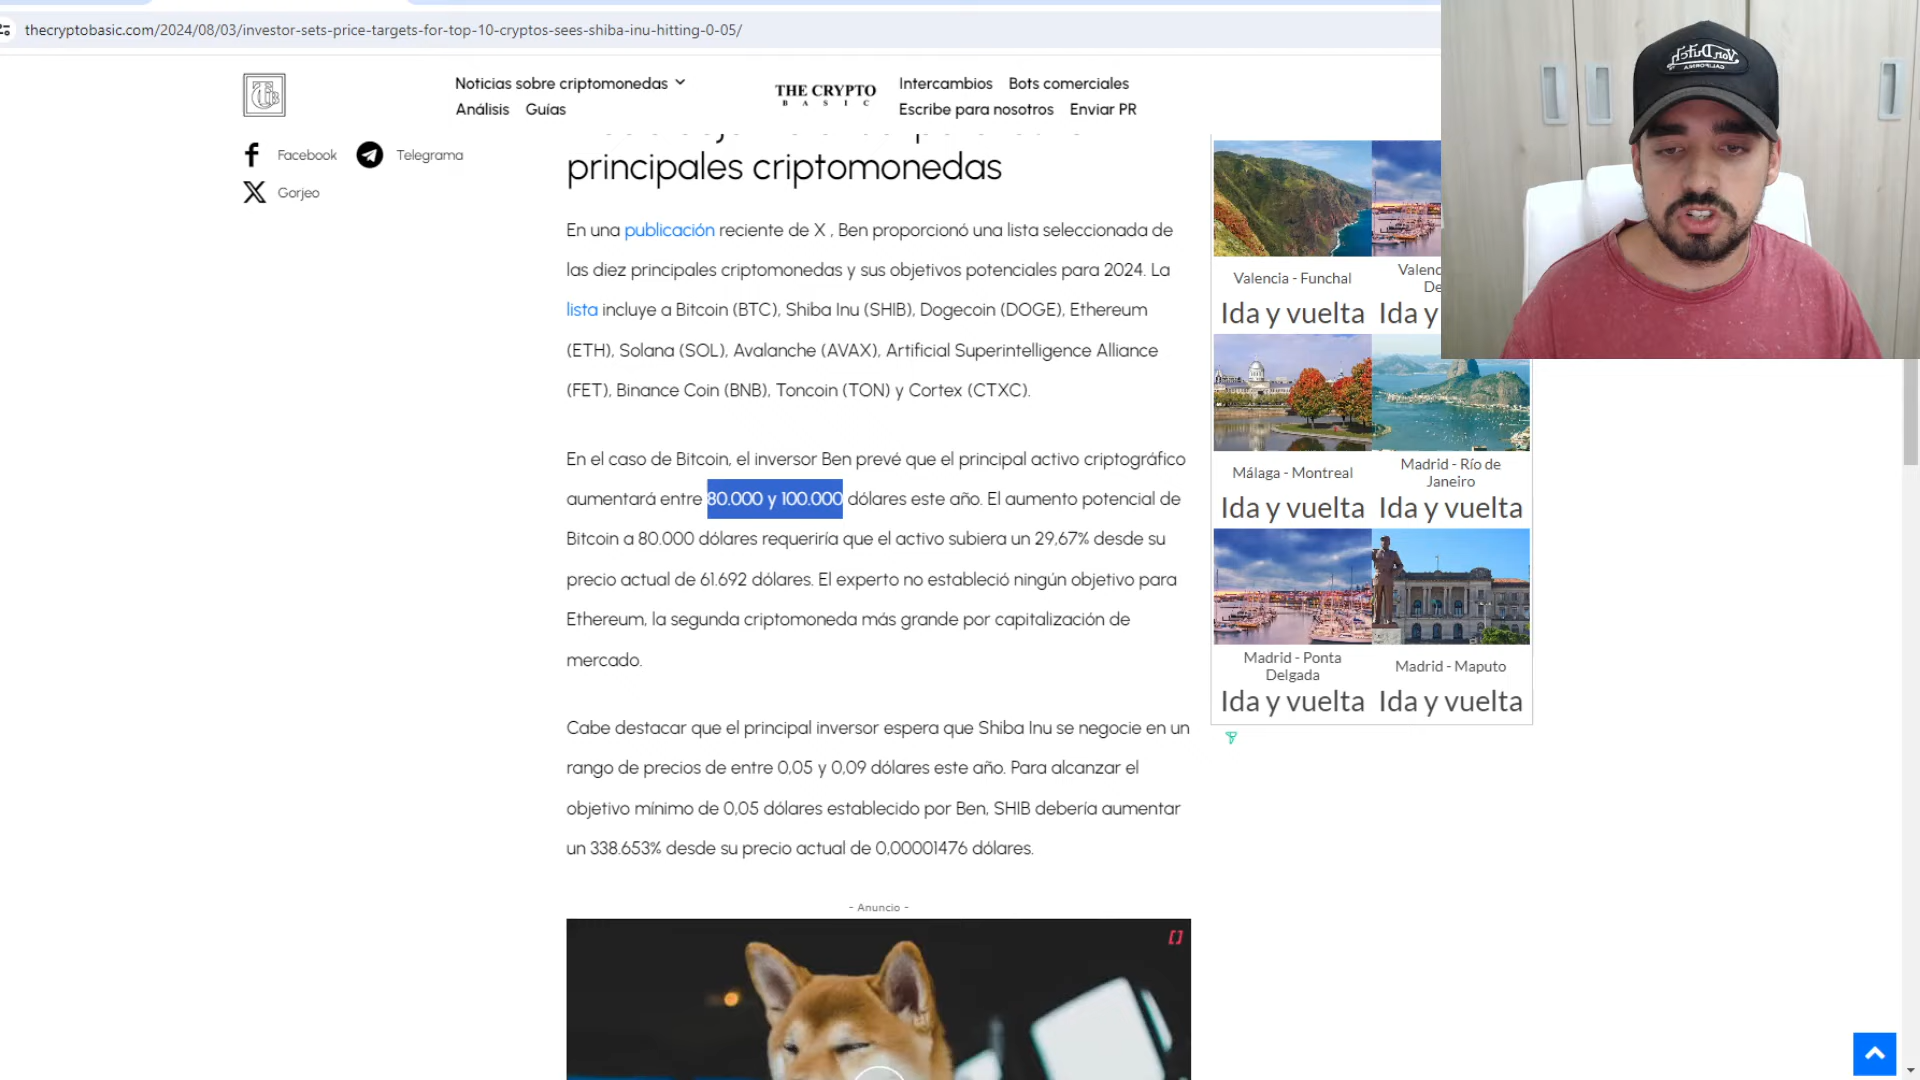 thecryptobasic.com/2024/08/03/investor-sets-price-targets-for-top-10-cryptos-sees-shiba-inu-hitting-0-05/
Noticias sobre criptomonedas
Análisis Guías
THE CRYPTO
BASIC
Intercambios Bots comerciales
Escribe para nosotros Enviar PR
Facebook Telegrama
Gorjeo
principales criptomonedas
En una publicación reciente de X , Ben proporcionó una lista seleccionada de
las diez principales criptomonedas y sus objetivos potenciales para 2024. La
lista incluye a Bitcoin (BTC), Shiba Inu (SHIB), Dogecoin (DOGE), Ethereum
(ETH), Solana (SOL), Avalanche (AVAX), Artificial Superintelligence Alliance
(FET), Binance Coin (BNB), Toncoin (TON) y Cortex (CTXC).
En el caso de Bitcoin, el inversor Ben prevé que el principal activo criptográfico
aumentará entre 80.000 y 100.000 dólares este año. El aumento potencial de
Bitcoin a 80.000 dólares requeriría que el activo subiera un 29,67% desde su
precio actual de 61.692 dólares. El experto no estableció ningún objetivo para
Ethereum, la segunda criptomoneda más grande por capitalización de
mercado.
Cabe destacar que el principal inversor espera que Shiba Inu se negocie en un
rango de precios de entre 0,05 y 0,09 dólares este año. Para alcanzar el
objetivo mínimo de 0,05 dólares establecido por Ben, SHIB debería aumentar
un 338.653% desde su precio actual de 0,00001476 dólares.
- Anuncio -
Valencia - Funchal
Ida y vuelta
Ida y
Málaga - Montreal
Ida y vuelta
Madrid - Río de
Janeiro
Ida y vuelta
Madrid - Ponta
Delgada
Ida y vuelta
Madrid - Maputo
Ida y vuelta
Von Dutch
CALIFORNIA